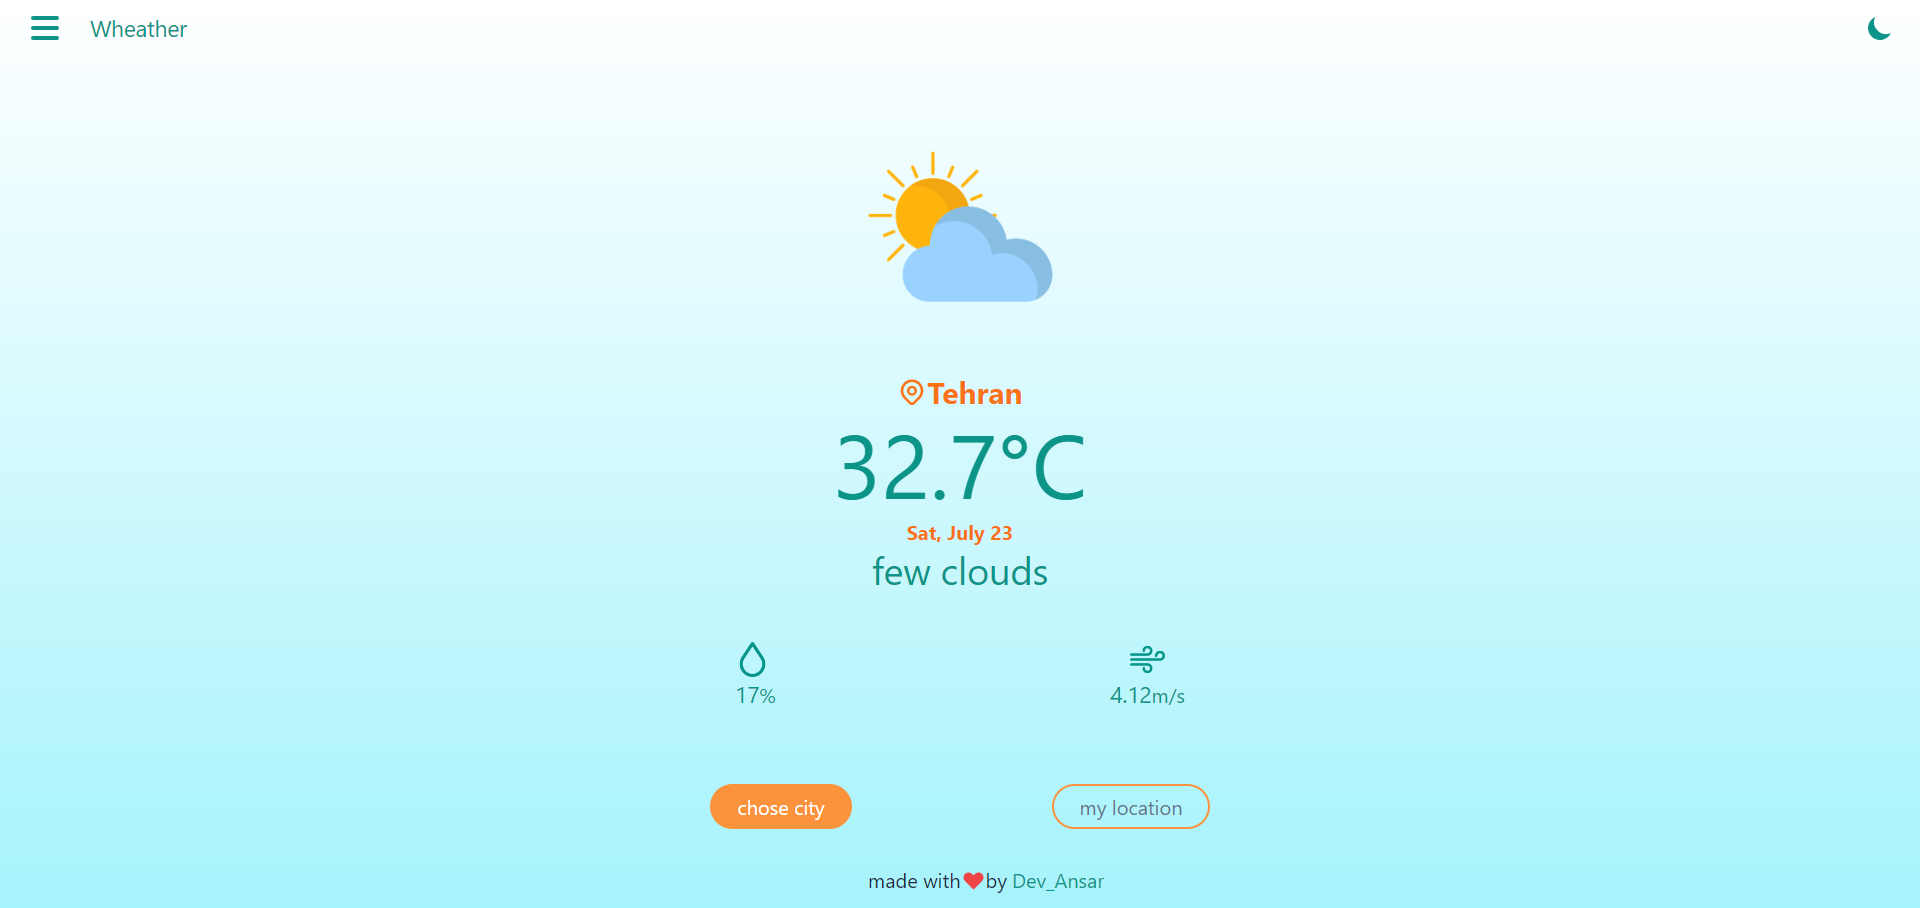 Wheather
Tehran
32.7°C
Sat, July 23
few clouds
17%
4.12m/s
chose city
my location
made with by Dev_Ansar